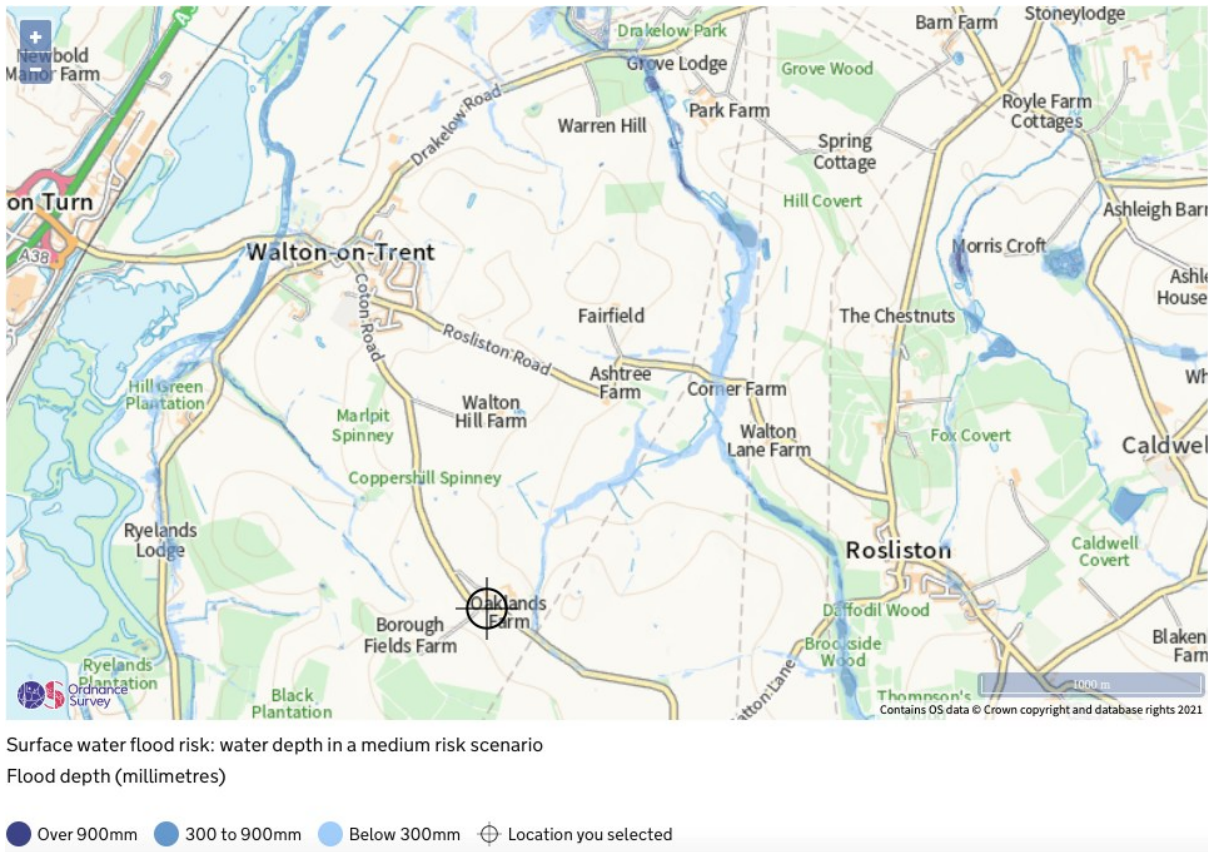 Stoneylodge
Barn Farm
Drakelow Park
Newbold
Manor Farm
Grove Lodge
Grove Wood
Park Farm
Royle Farm
Cottages
Drakelow Road
Warren Hill
Spring
Cottage
on Turn
Hill Covert
Ashleigh Barn
A38
Walton-on-Trent
Morris Croft
Ashle
House
Coton Road
Fairfield
The Chestnuts
Rosliston Road
Ashtree
Farm
Corner Farm
Wh
Hill Green
Plantation
Walton
Hill Farm
Marlpit
Spinney
Walton
Lane Farm
Fox Covert
Caldwel
Coppershill Spinney
Ryelands
Lodge
Rosliston
Caldwell
Covert
Oaklands
Farm
Daffodil Wood
Borough
Fields Farm
Brookside
Wood
Blaken
Farm
Ryelands
Plantation
Black
Plantation
atton Lane
Thompson's
1000 m
Ordnance
Survey
Contains OS data © Crown copyright and database rights 2021
Surface water flood risk: water depth in a medium risk scenario
Flood depth (millimetres)
Over 900mm 300 to 900mm Below 300mm Location you selected